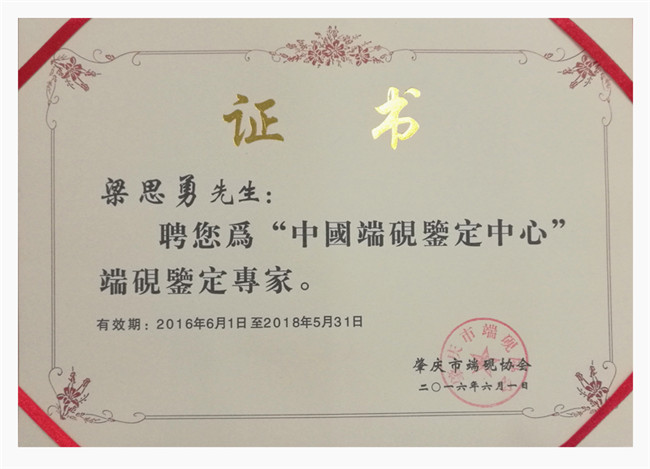 证 书
梁思勇先生：
聘您爲“中國端硯鑒定中心”
端硯鑒定專家。
有效期：2016年6月1日至2018年5月31日
肇庆市端砚协会
二〇一六年六月一日